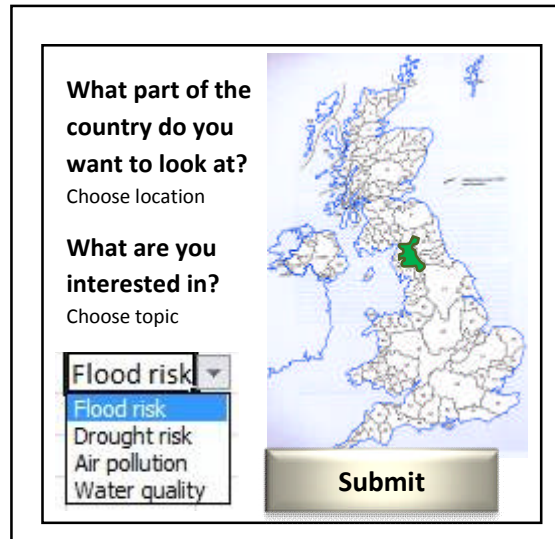 What part of the
country do you
want to look at?
Choose location
What are you
interested in?
Choose topic
Flood risk
Flood risk
Drought risk
Air pollution
Water quality
Submit